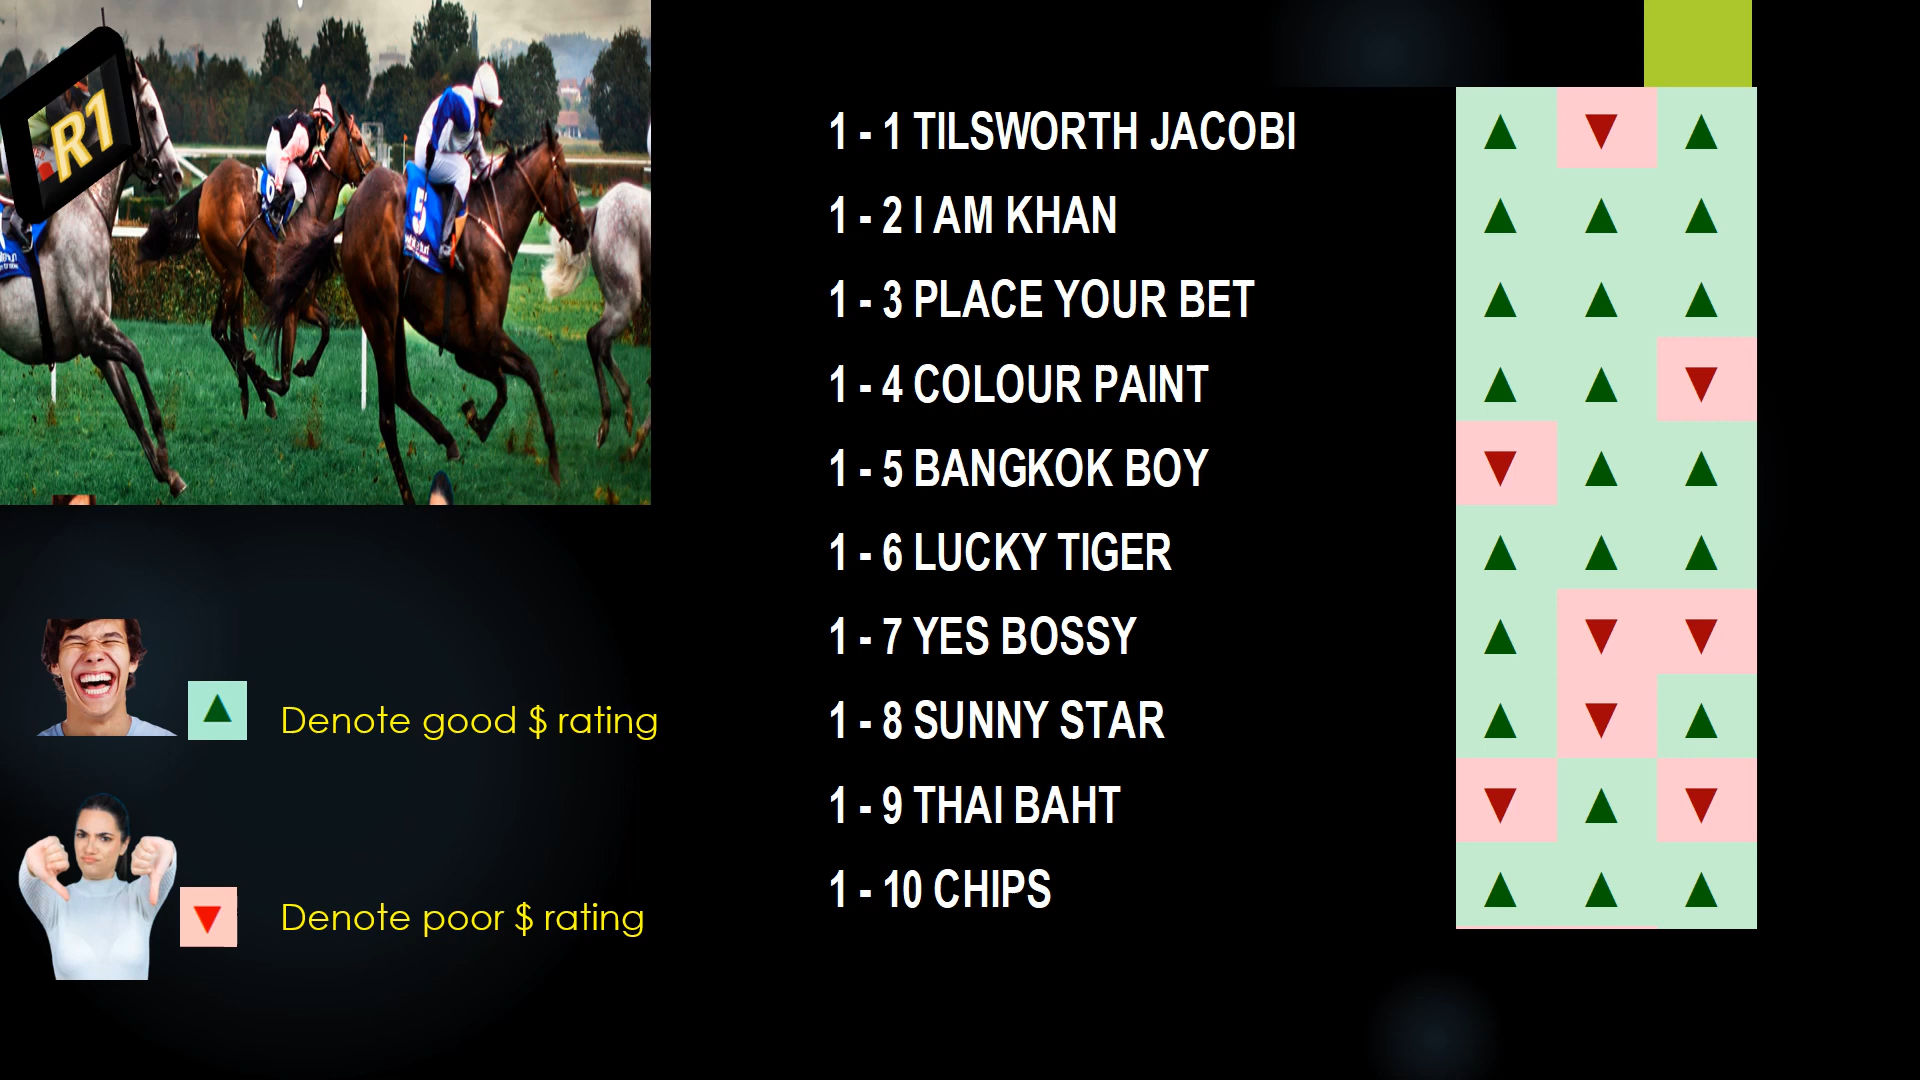 R1
5
1 - 1 TILSWORTH JACOBI ▲ ▼ ▲
1 - 2 I AM KHAN ▲ ▲ ▲
1 - 3 PLACE YOUR BET ▲ ▲ ▲
1 - 4 COLOUR PAINT ▲ ▲ ▼
1 - 5 BANGKOK BOY ▼ ▲ ▲
1 - 6 LUCKY TIGER ▲ ▲ ▲
1 - 7 YES BOSSY ▲ ▼ ▼
1 - 8 SUNNY STAR ▲ ▼ ▲
1 - 9 THAI BAHT ▼ ▲ ▼
1 - 10 CHIPS ▲ ▲ ▲
▲ Denote good $ rating
▼ Denote poor $ rating